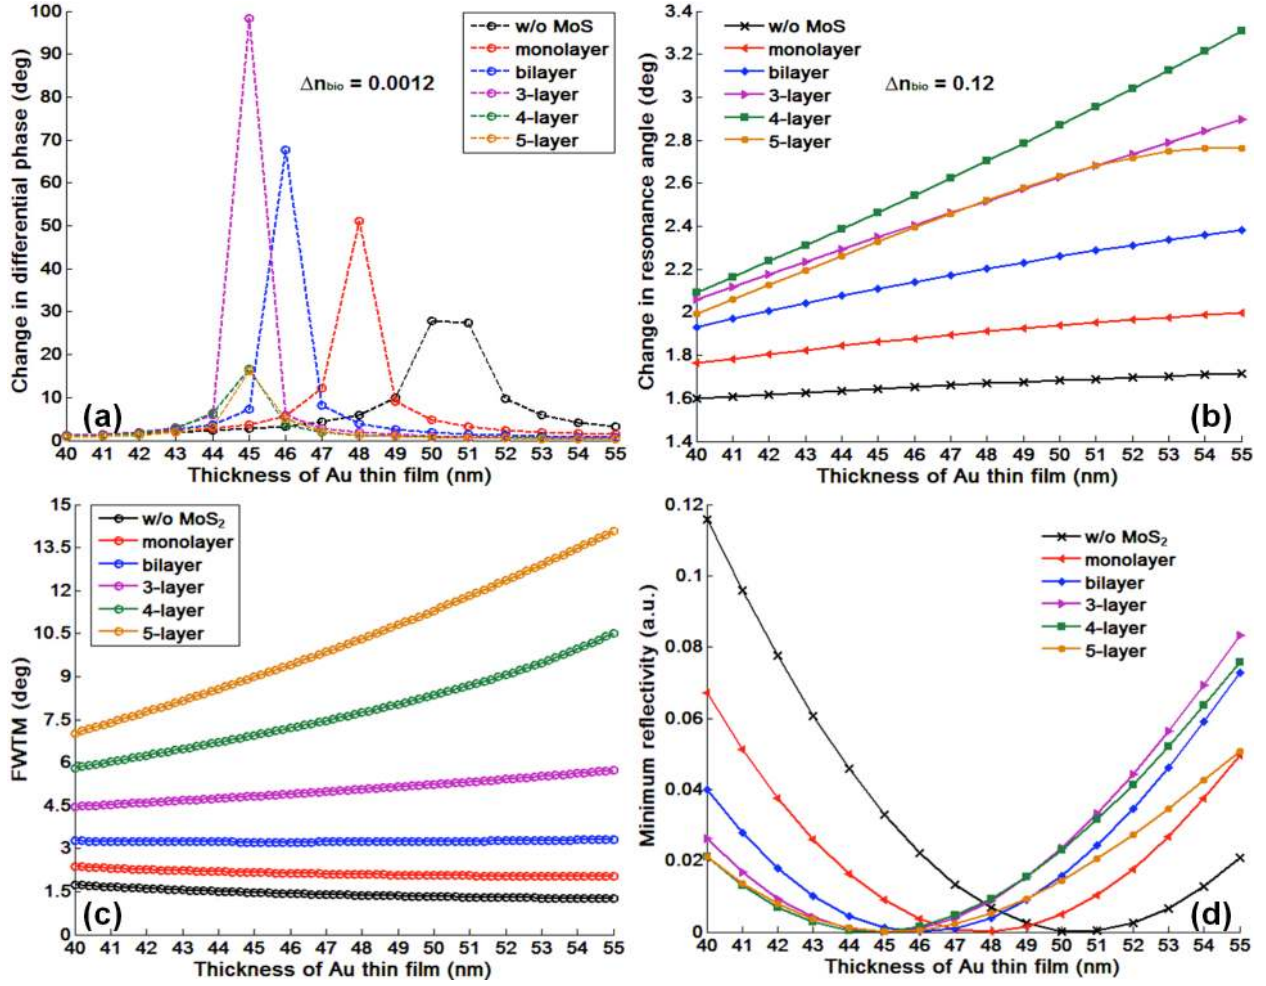 Change in differential phase (deg)
100
90
80
70
60
50
40
30
20
10
0
w/o MoS
monolayer
bilayer
3-layer
4-layer
5-layer
Δnbio = 0.0012
(a)
40 41 42 43 44 45 46 47 48 49 50 51 52 53 54 55
Thickness of Au thin film (nm)
Change in resonance angle (deg)
3.4
3.2
3
2.8
2.6
2.4
2.2
2
1.8
1.6
1.4
w/o MoS
monolayer
bilayer
3-layer
4-layer
5-layer
Δnbio = 0.12
(b)
40 41 42 43 44 45 46 47 48 49 50 51 52 53 54 55
Thickness of Au thin film (nm)
FWTM (deg)
15
13.5
12
10.5
9
7.5
6
4.5
3
1.5
0
w/o MoS2
monolayer
bilayer
3-layer
4-layer
5-layer
(c)
40 41 42 43 44 45 46 47 48 49 50 51 52 53 54 55
Thickness of Au thin film (nm)
Minimum reflectivity (a.u.)
0.12
0.1
0.08
0.06
0.04
0.02
0
w/o MoS2
monolayer
bilayer
3-layer
4-layer
5-layer
(d)
40 41 42 43 44 45 46 47 48 49 50 51 52 53 54 55
Thickness of Au thin film (nm)